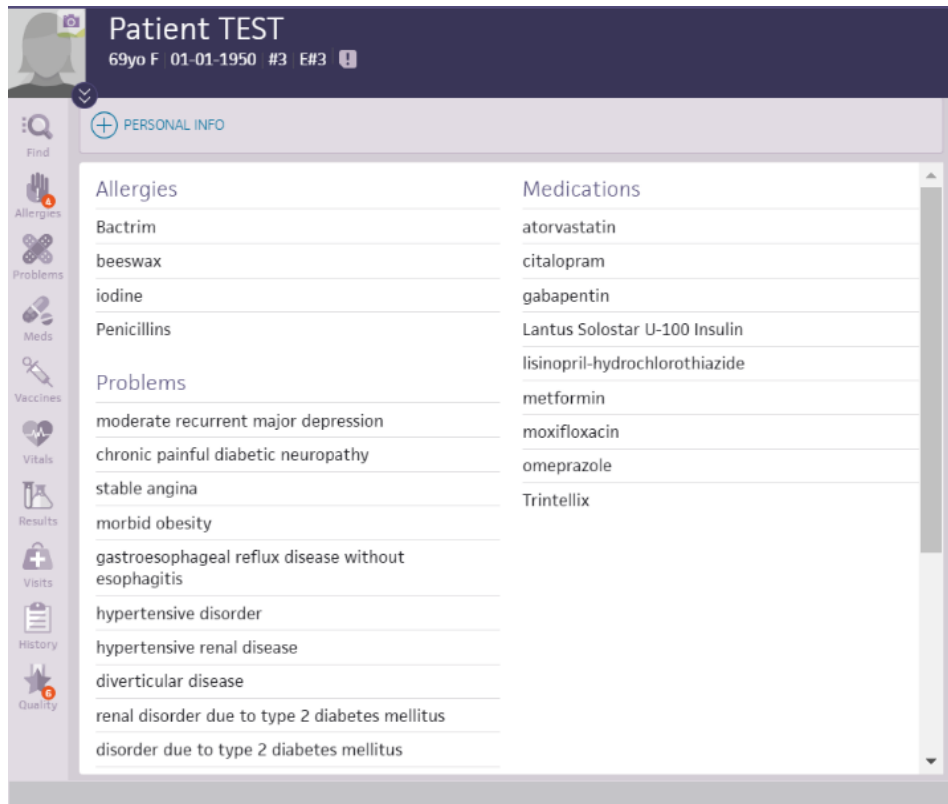 Patient TEST
69yo F 01-01-1950 #3 E#3 !
PERSONAL INFO
Find
4
Allergies
Problems
Meds
Vaccines
Vitals
Results
Visits
History
6
Quality
Allergies
Bactrim
beeswax
iodine
Penicillins
Problems
moderate recurrent major depression
chronic painful diabetic neuropathy
stable angina
morbid obesity
gastroesophageal reflux disease without
esophagitis
hypertensive disorder
hypertensive renal disease
diverticular disease
renal disorder due to type 2 diabetes mellitus
disorder due to type 2 diabetes mellitus
Medications
atorvastatin
citalopram
gabapentin
Lantus Solostar U-100 Insulin
lisinopril-hydrochlorothiazide
metformin
moxifloxacin
omeprazole
Trintellix